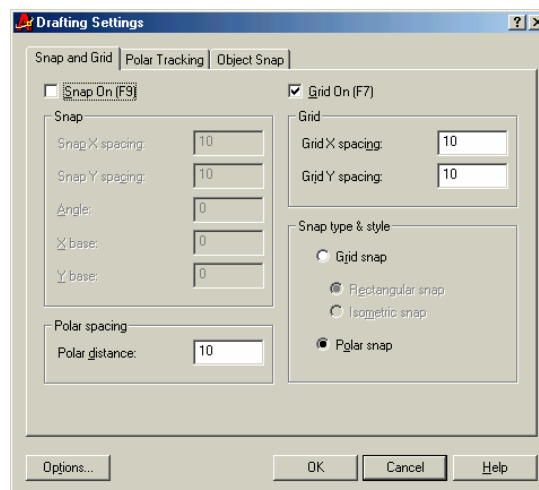 Drafting Settings
Snap and Grid
Polar Tracking
Object Snap
Snap On (F9)
Grid On (F7)
Snap
Snap X spacing: 10
Snap Y spacing: 10
Angle: 0
X base: 0
Y base: 0
Grid
Grid X spacing: 10
Grid Y spacing: 10
Snap type & style
Grid snap
Rectangular snap
Isometric snap
Polar snap
Polar spacing
Polar distance: 10
Options...
OK
Cancel
Help